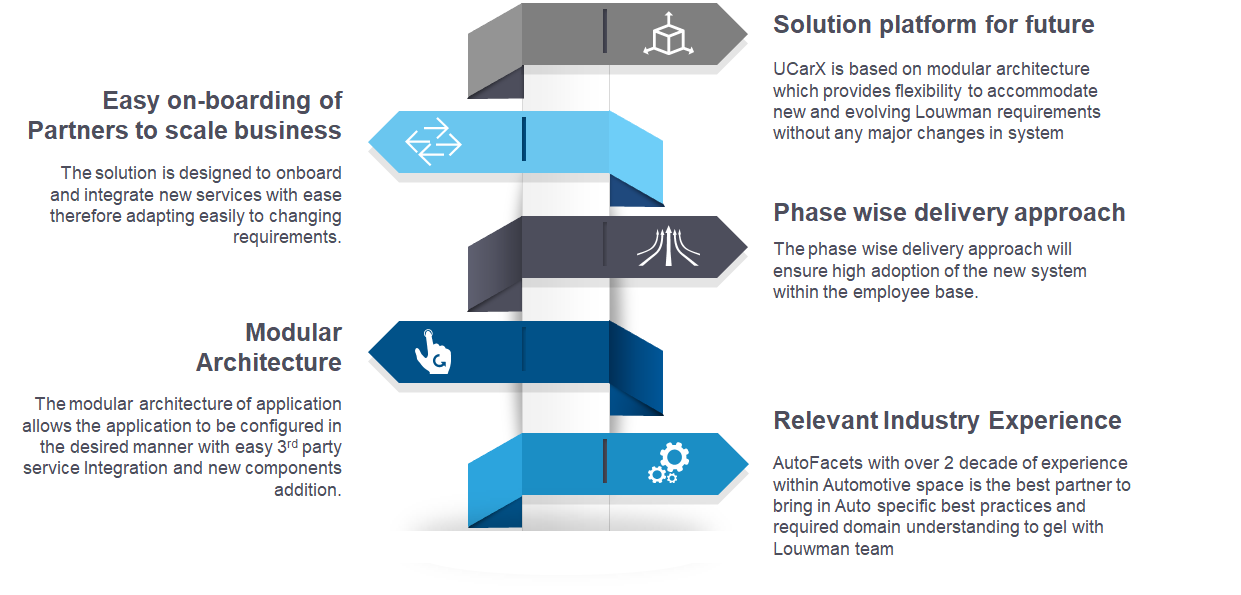 Solution platform for future
UCarX is based on modular architecture
which provides flexibility to accommodate
new and evolving Louwman requirements
without any major changes in system
Easy on-boarding of
Partners to scale business
The solution is designed to onboard
and integrate new services with ease
therefore adapting easily to changing
requirements.
Phase wise delivery approach
The phase wise delivery approach will
ensure high adoption of the new system
within the employee base.
Modular
Architecture
The modular architecture of application
allows the application to be configured in
the desired manner with easy 3rd party
service Integration and new components
addition.
Relevant Industry Experience
AutoFacets with over 2 decade of experience
within Automotive space is the best partner to
bring in Auto specific best practices and
required domain understanding to gel with
Louwman team